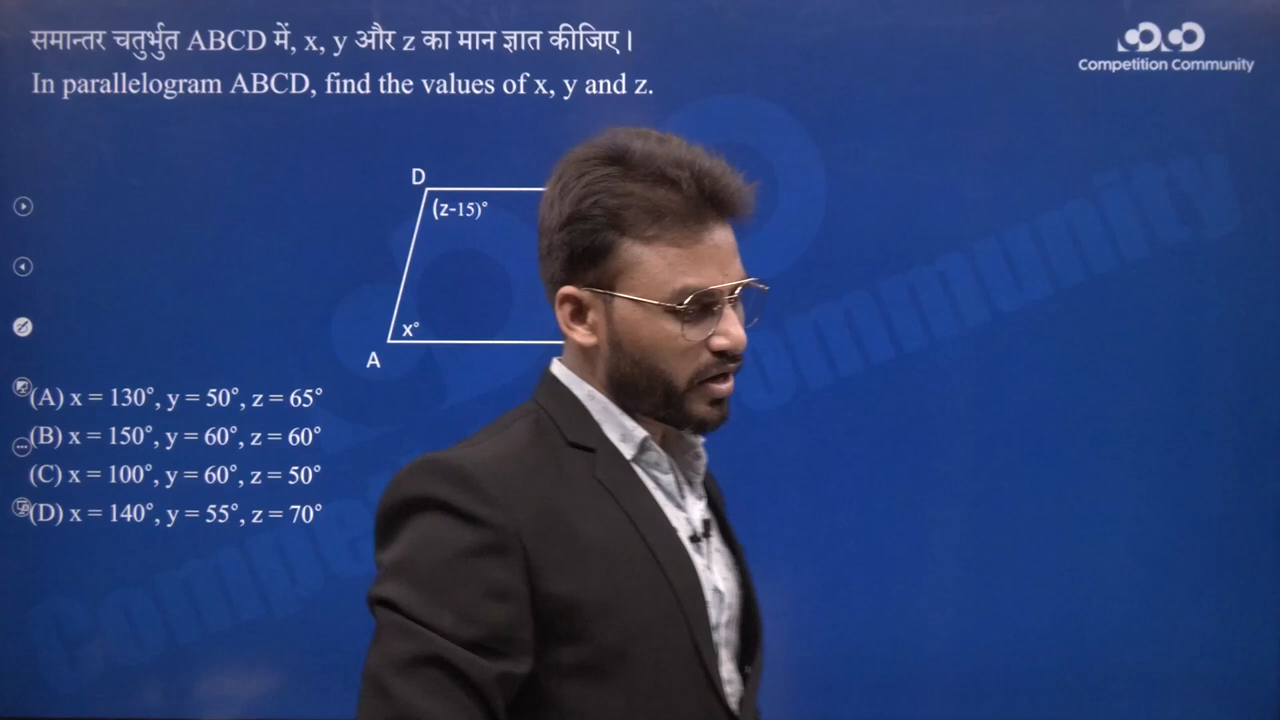 समान्तर चतुर्भुत ABCD में, x, y और z का मान ज्ञात कीजिए।
In parallelogram ABCD, find the values of x, y and z.
Competition Community
D
(z-15)°
x°
A
(A) x = 130°, y = 50°, z = 65°
(B) x = 150°, y = 60°, z = 60°
(C) x = 100°, y = 60°, z = 50°
(D) x = 140°, y = 55°, z = 70°